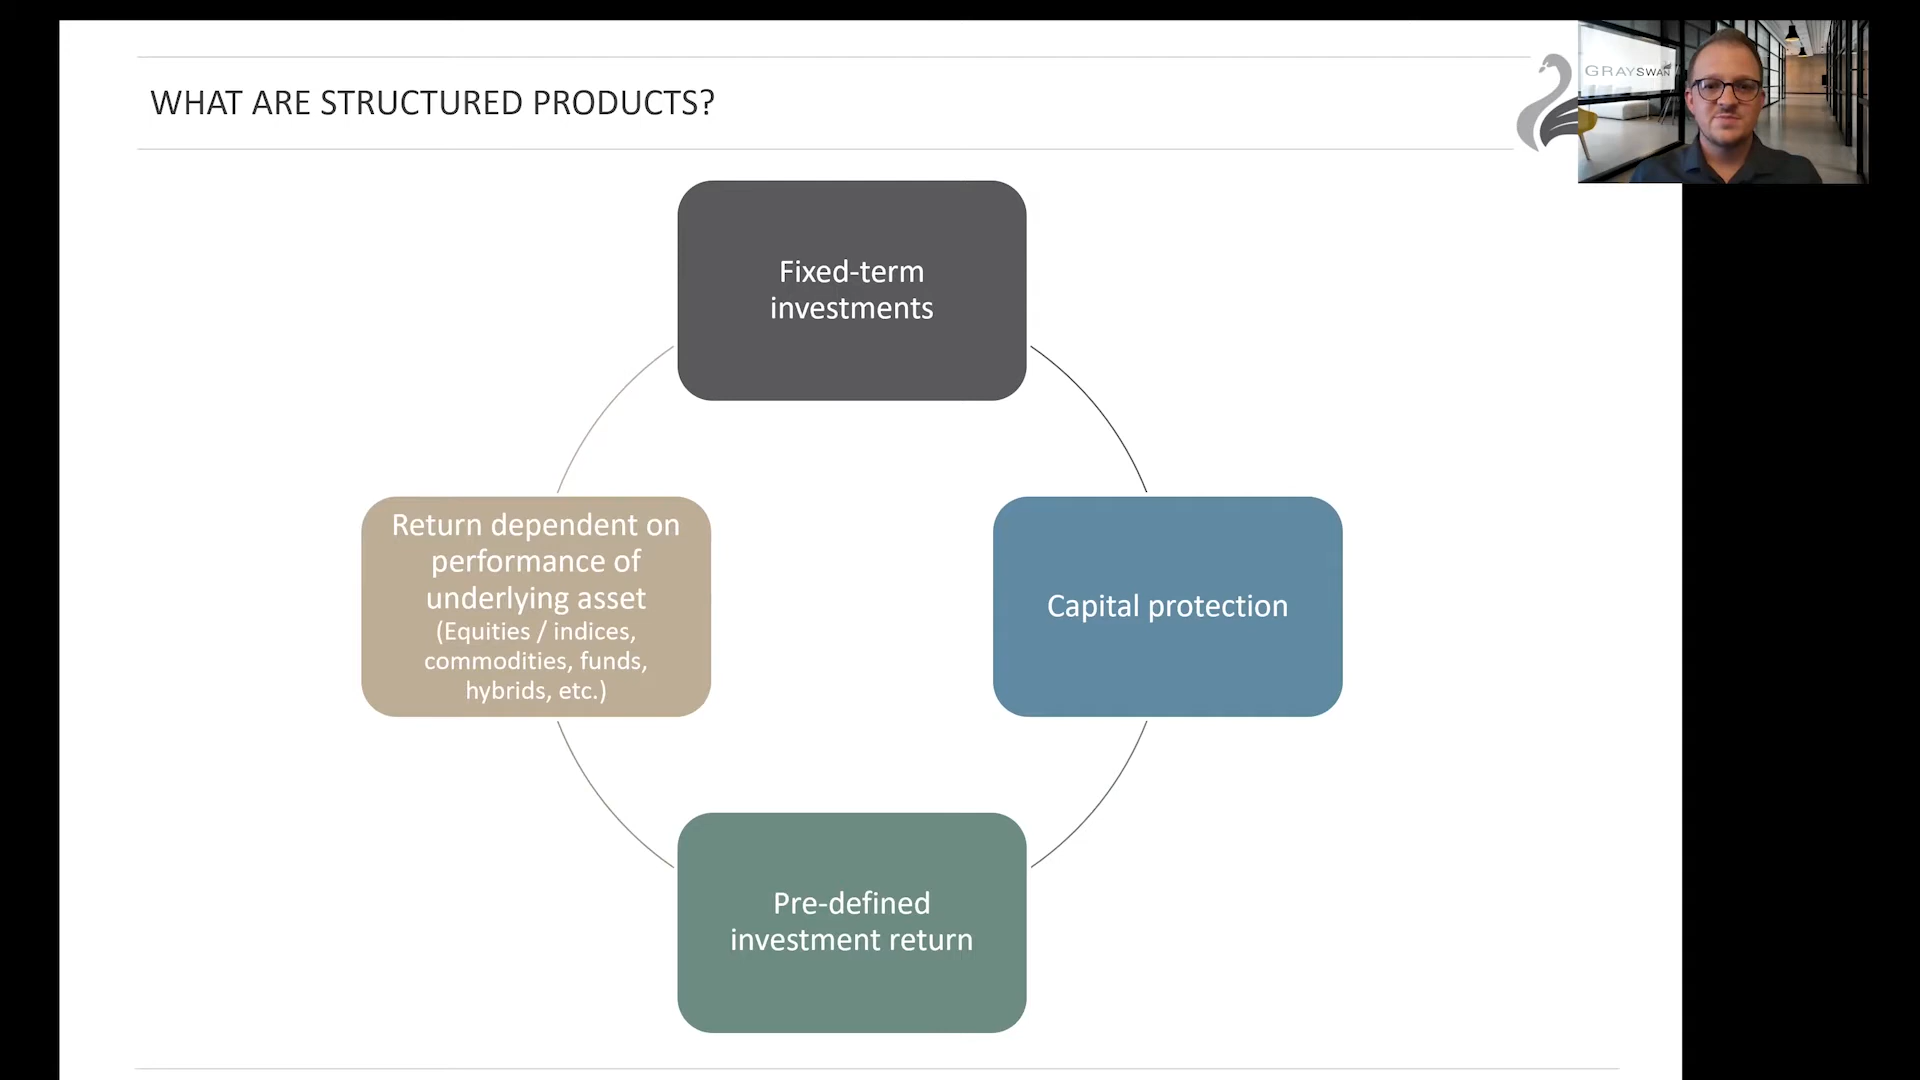 WHAT ARE STRUCTURED PRODUCTS?
GRAYSWAN
Fixed-term
investments
Return dependent on
performance of
underlying asset
(Equities / indices,
commodities, funds,
hybrids, etc.)
Capital protection
Pre-defined
investment return